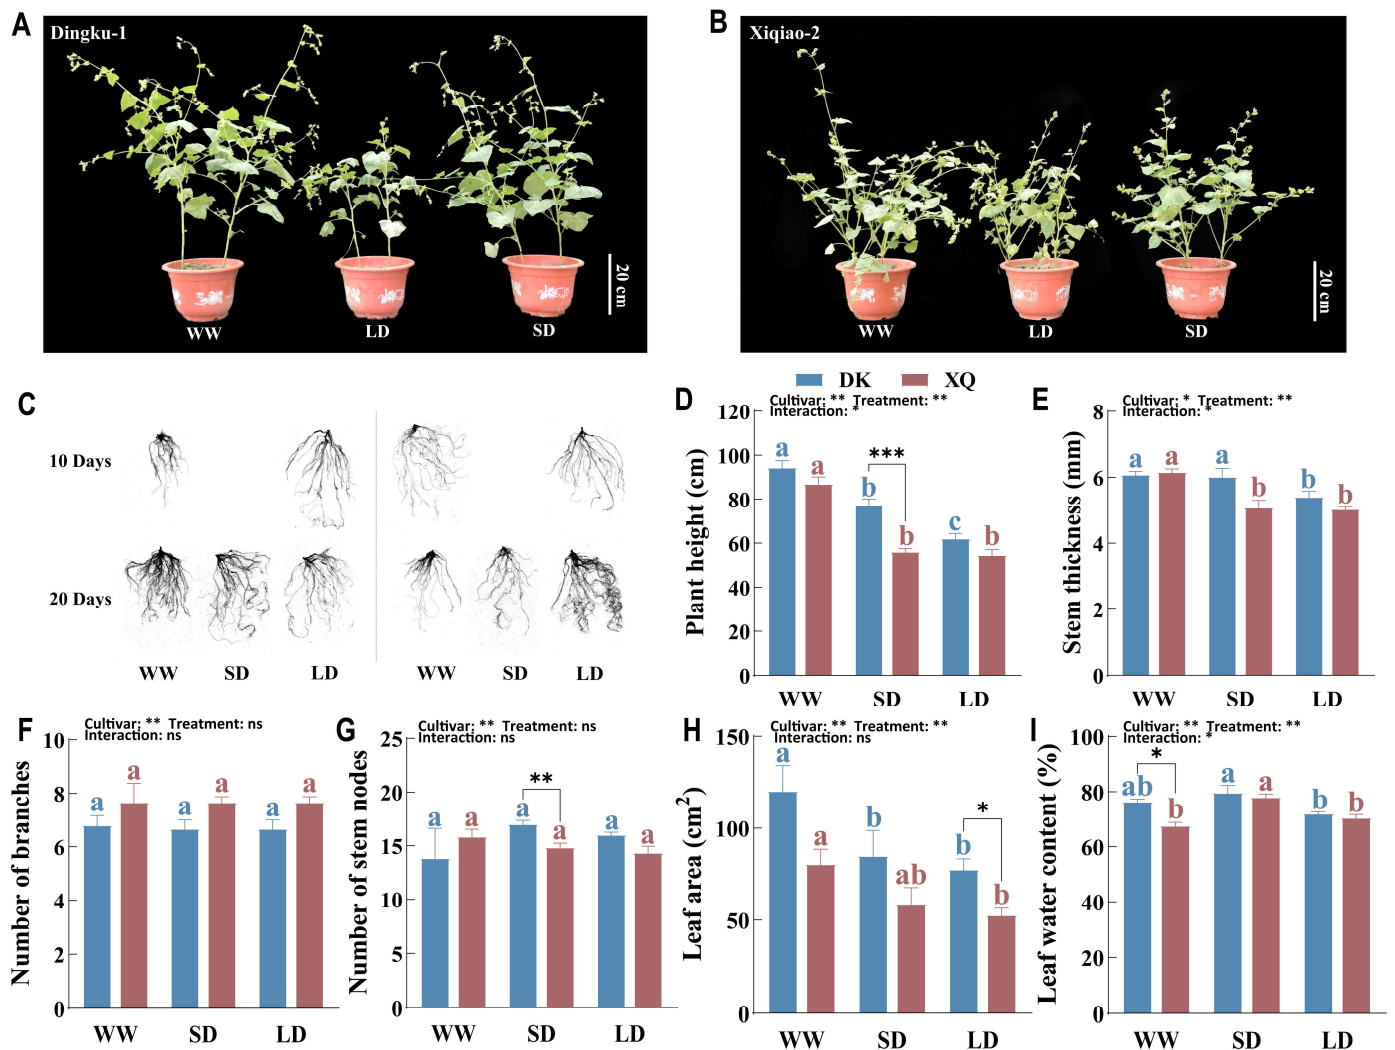 A
Dingku-1
WW
LD
SD
20 cm
B
Xiqiao-2
WW
LD
SD
20 cm
C
10 Days
20 Days
WW
SD
LD
WW
SD
LD
DK
XQ
D
Cultivar: ** Treatment: **
Interaction: *
Plant height (cm)
120
100
80
60
40
20
0
a
a
b
***
b
c
b
WW
SD
LD
E
Cultivar: * Treatment: **
Interaction: *
Stem thickness (mm)
8
6
4
2
0
a
a
a
b
b
b
WW
SD
LD
F
Cultivar: ** Treatment: ns
Interaction: ns
Number of branches
10
8
6
4
2
0
a
a
a
a
a
a
WW
SD
LD
G
Cultivar: ** Treatment: ns
Interaction: ns
Number of stem nodes
25
20
15
10
5
0
a
a
a
**
a
a
a
WW
SD
LD
H
Cultivar: ** Treatment: **
Interaction: ns
Leaf area (cm²)
150
100
50
0
a
a
b
ab
b
*
b
WW
SD
LD
I
Cultivar: ** Treatment: **
Interaction: *
Leaf water content (%)
100
80
60
40
20
0
ab
*
b
a
a
b
b
WW
SD
LD